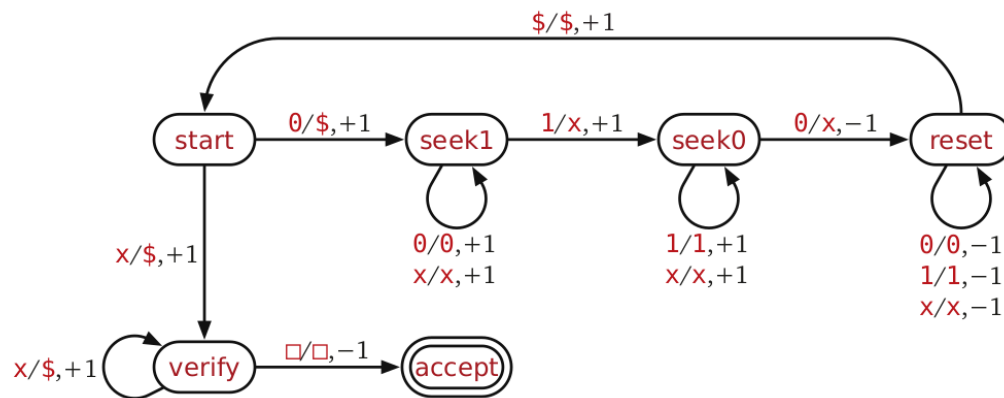 $/$,+1
start
0/$,+1
seek1
1/x,+1
seek0
0/x,−1
reset
0/0,+1
x/x,+1
1/1,+1
x/x,+1
0/0,−1
1/1,−1
x/x,−1
x/$,+1
x/$,+1
verify
□/□,−1
accept